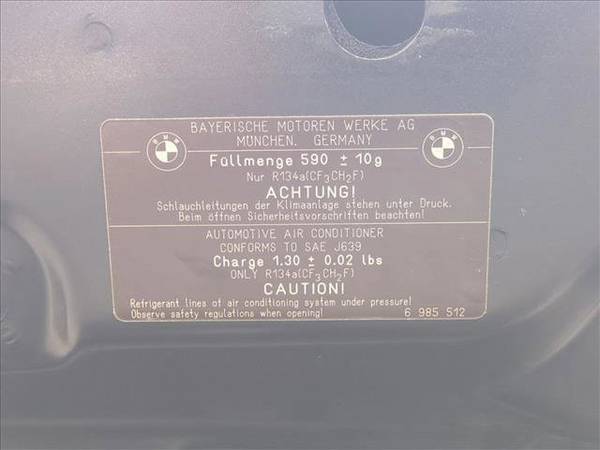 BMW BMW
BAYERISCHE MOTOREN WERKE AG
MÜNCHEN, GERMANY
Füllmenge 590 ± 10g
Nur R134a(CF₃CH₂F)
ACHTUNG!
Schlauchleitungen der Klimaanlage stehen unter Druck.
Beim öffnen Sicherheitsvorschriften beachten!
AUTOMOTIVE AIR CONDITIONER
CONFORMS TO SAE J639
Charge 1.30 ± 0.02 lbs
ONLY R134a(CF₃CH₂F)
CAUTION!
Refrigerant lines of air conditioning system under pressure!
Observe safety regulations when opening!
6 985 512